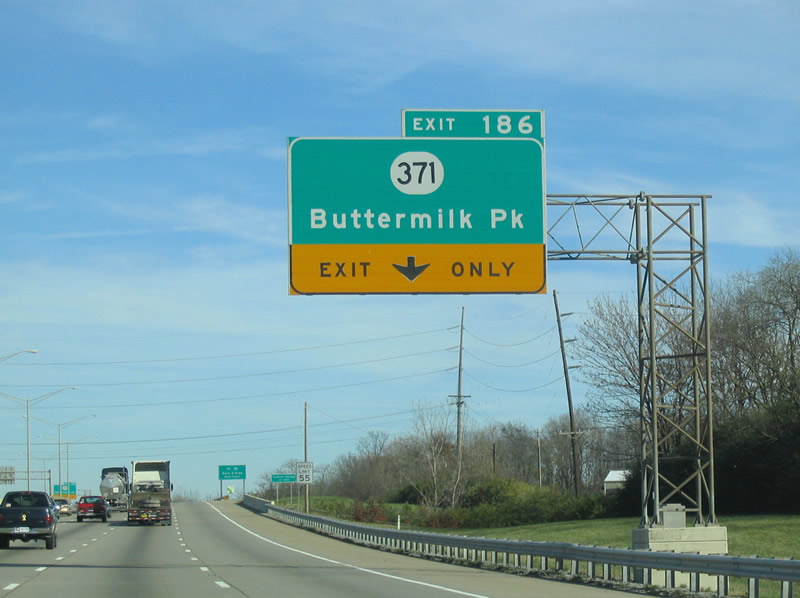 EXIT 186
371
Buttermilk Pk
EXIT ONLY
SPEED
LIMIT
55